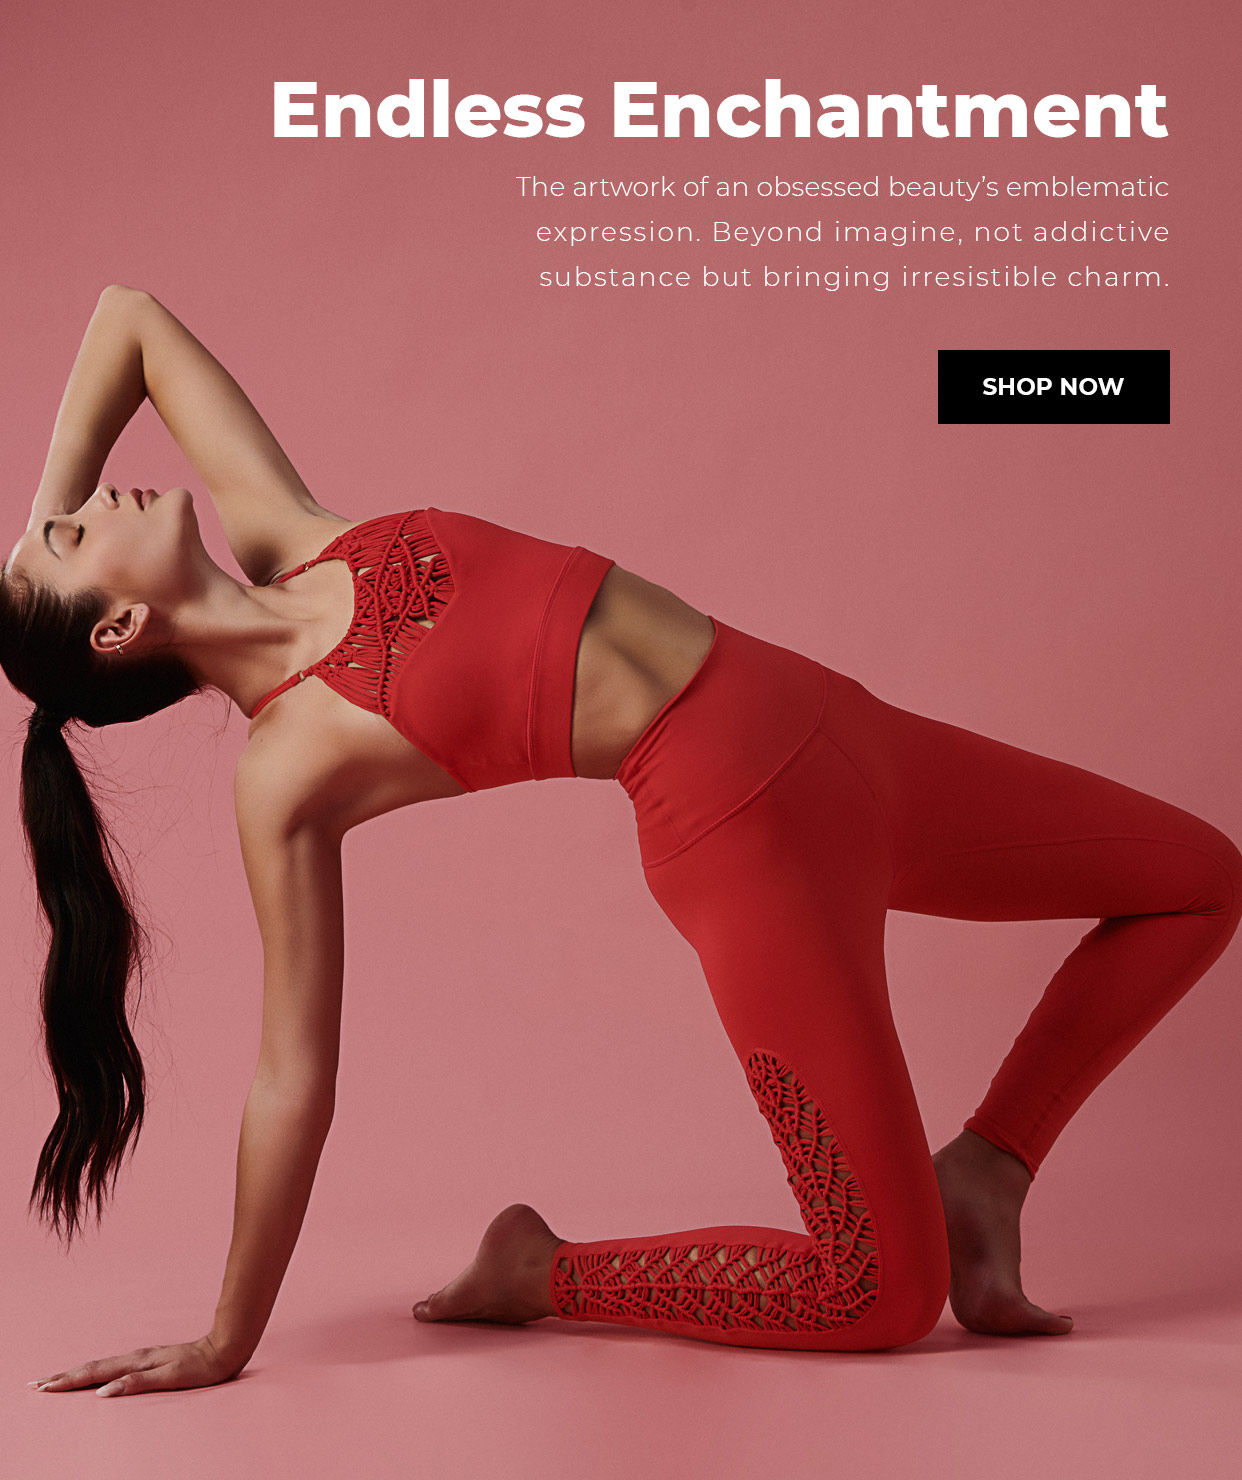 Endless Enchantment
The artwork of an obsessed beauty’s emblematic
expression. Beyond imagine, not addictive
substance but bringing irresistible charm.
SHOP NOW